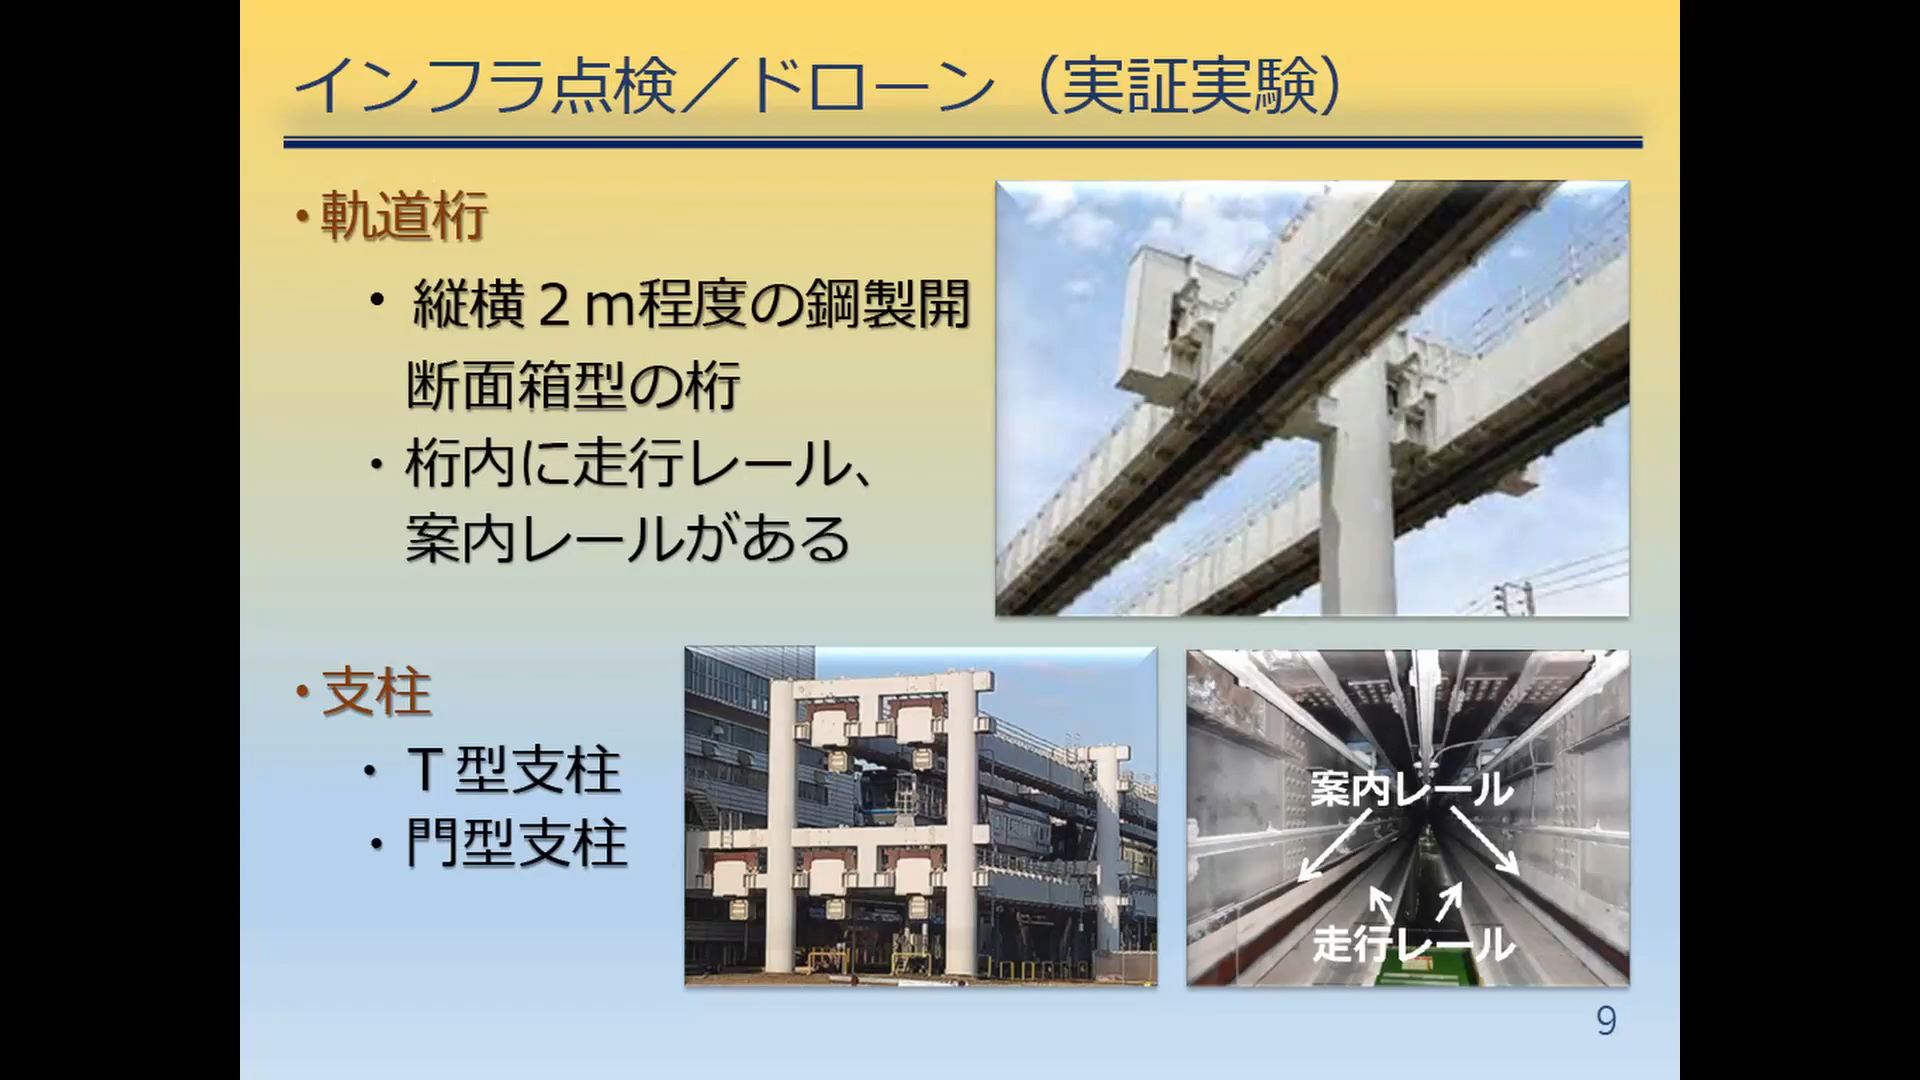 インフラ点検／ドローン（実証実験）
・軌道桁
・縦横２ｍ程度の鋼製開
断面箱型の桁
・桁内に走行レール、
案内レールがある
・支柱
・Ｔ型支柱
・門型支柱
案内レール
走行レール
9